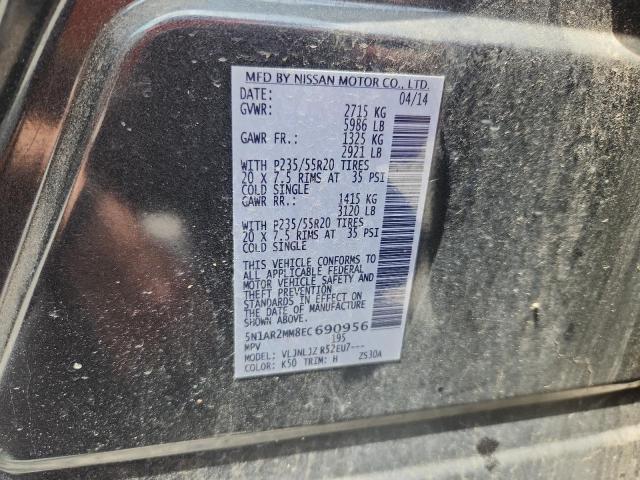 MFD BY NISSAN MOTOR CO., LTD.
DATE: 04/14
GVWR: 2715 KG
5986 LB
GAWR FR.: 1325 KG
2921 LB
WITH P235/55R20 TIRES
20 X 7.5 RIMS AT 35 PSI
COLD SINGLE
GAWR RR.: 1415 KG
3120 LB
WITH P235/55R20 TIRES
20 X 7.5 RIMS AT 35 PSI
COLD SINGLE
THIS VEHICLE CONFORMS TO
ALL APPLICABLE FEDERAL
MOTOR VEHICLE SAFETY AND
THEFT PREVENTION
STANDARDS IN EFFECT ON
THE DATE OF MANUFACTURE
SHOWN ABOVE.
5N1AR2MM8EC690956
MPV 195
MODEL: VLJNLJZ R52EU7---
COLOR: K50 TRIM: H ZS30A